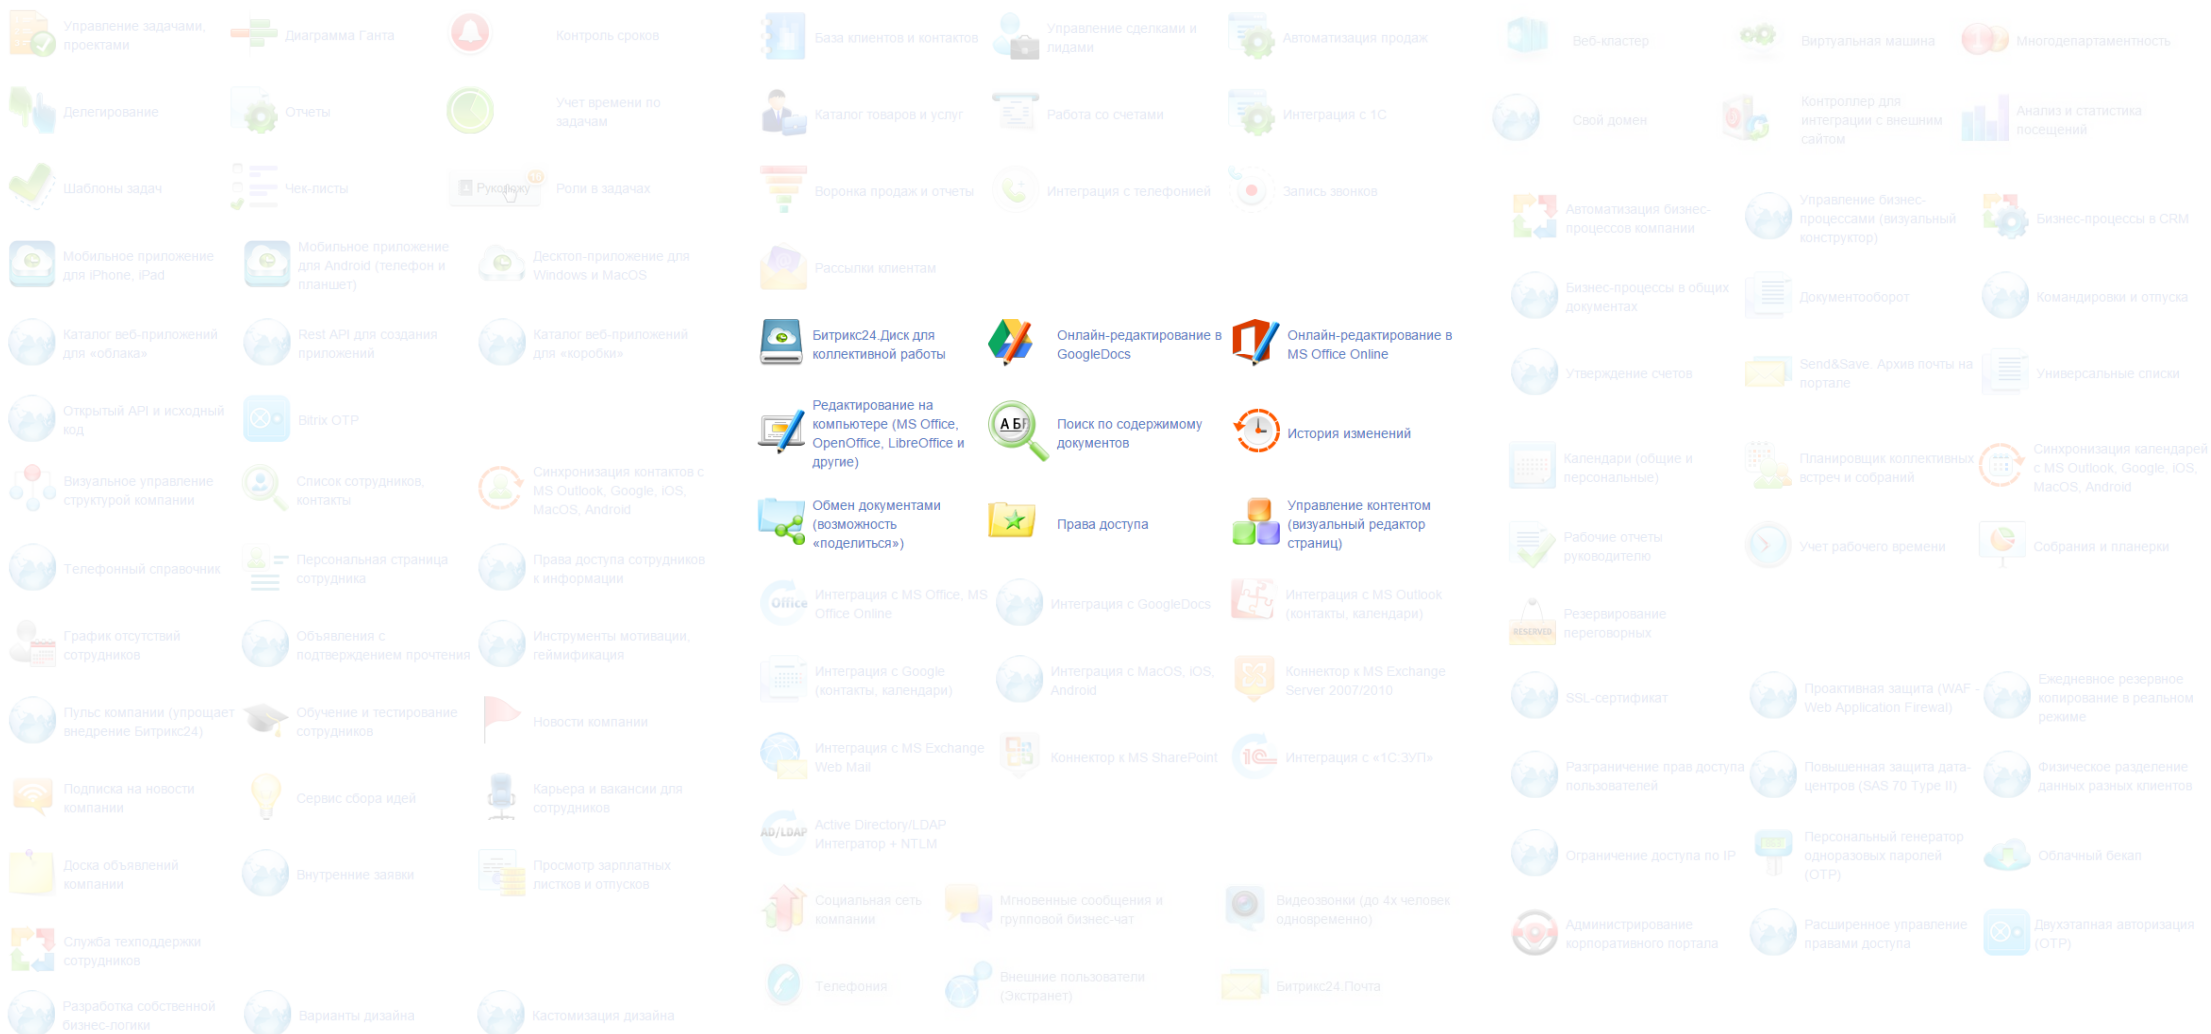 Управление задачами,
проектами
Диаграмма Ганта
Контроль сроков
Делегирование
Отчеты
Учет времени по
задачам
Шаблоны задач
Чек-листы
Руковожу
Роли в задачах
Мобильное приложение
для iPhone, iPad
Мобильное приложение
для Android (телефон и
планшет)
Десктоп-приложение для
Windows и MacOS
Каталог веб-приложений
для «облака»
Rest API для создания
приложений
Каталог веб-приложений
для «коробки»
Открытый API и исходный
код
Bitrix OTP
Визуальное управление
структурой компании
Список сотрудников,
контакты
Синхронизация контактов с
MS Outlook, Google, iOS,
MacOS, Android
Телефонный справочник
Персональная страница
сотрудника
Права доступа сотрудников
к информации
График отсутствий
сотрудников
Объявления с
подтверждением прочтения
Инструменты мотивации,
геймификация
Пульс компании (упрощает
внедрение Битрикс24)
Обучение и тестирование
сотрудников
Новости компании
Подписка на новости
компании
Сервис сбора идей
Карьера и вакансии для
сотрудников
Доска объявлений
компании
Внутренние заявки
Просмотр зарплатных
листков и отпусков
Служба техподдержки
сотрудников
Разработка собственной
бизнес-логики
Варианты дизайна
Кастомизация дизайна
База клиентов и контактов
Управление сделками и
лидами
Автоматизация продаж
Каталог товаров и услуг
Работа со счетами
Интеграция с 1С
Воронка продаж и отчеты
Интеграция с телефонией
Запись звонков
Рассылки клиентам
Битрикс24.Диск для
коллективной работы
Онлайн-редактирование в
GoogleDocs
Онлайн-редактирование в
MS Office Online
Редактирование на
компьютере (MS Office,
OpenOffice, LibreOffice и
другие)
АБГ
Поиск по содержимому
документов
История изменений
Обмен документами
(возможность
«поделиться»)
Права доступа
Управление контентом
(визуальный редактор
страниц)
Office
Интеграция с MS Office, MS
Office Online
Интеграция с GoogleDocs
Интеграция с MS Outlook
(контакты, календари)
Интеграция с Google
(контакты, календари)
Интеграция с MacOS, iOS,
Android
Коннектор к MS Exchange
Server 2007/2010
Интеграция с MS Exchange
Web Mail
Коннектор к MS SharePoint
1С
Интеграция с «1С:ЗУП»
AD/LDAP
Active Directory/LDAP
Интегратор + NTLM
Социальная сеть
компании
Мгновенные сообщения и
групповой бизнес-чат
Видеозвонки (до 4х человек
одновременно)
Телефония
Внешние пользователи
(Экстранет)
Битрикс24.Почта
Веб-кластер
Виртуальная машина
Многодепартаментность
Свой домен
Контроллер для
интеграции с внешним
сайтом
Анализ и статистика
посещений
Автоматизация бизнес-
процессов компании
Управление бизнес-
процессами (визуальный
конструктор)
Бизнес-процессы в CRM
Бизнес-процессы в общих
документах
Документооборот
Командировки и отпуска
Утверждение счетов
Send&Save. Архив почты на
портале
Универсальные списки
Календари (общие и
персональные)
Планировщик коллективных
встреч и собраний
Синхронизация календарей
с MS Outlook, Google, iOS,
MacOS, Android
Рабочие отчеты
руководителю
Учет рабочего времени
Собрания и планерки
RESERVED
Резервирование
переговорных
SSL-сертификат
Проактивная защита (WAF -
Web Application Firewal)
Ежедневное резервное
копирование в реальном
режиме
Разграничение прав доступа
пользователей
Повышенная защита дата-
центров (SAS 70 Type II)
Физическое разделение
данных разных клиентов
Ограничение доступа по IP
Персональный генератор
одноразовых паролей
(OTP)
Облачный бекап
Администрирование
корпоративного портала
Расширенное управление
правами доступа
Двухэтапная авторизация
(OTP)